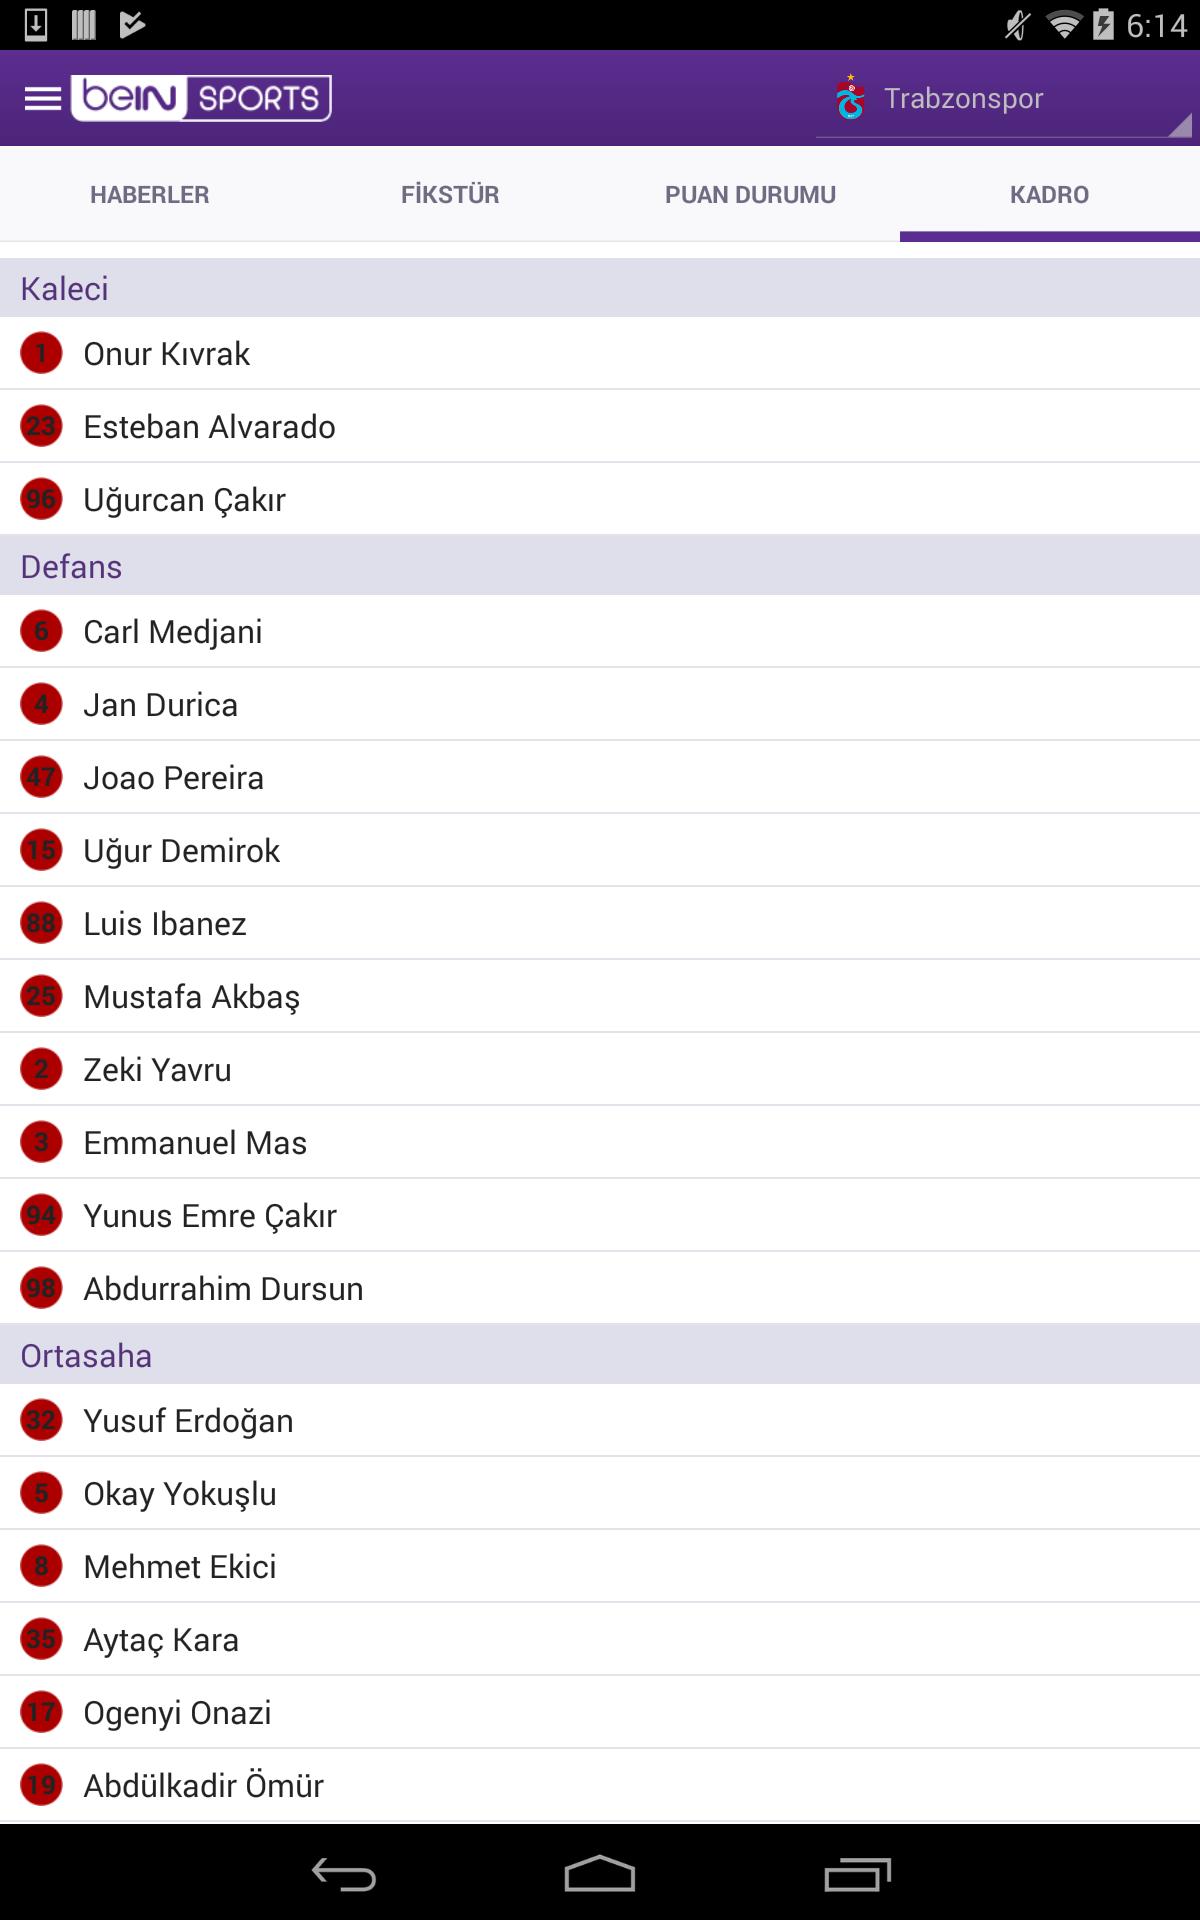 6:14
beIN SPORTS
Trabzonspor
HABERLER
FİKSTÜR
PUAN DURUMU
KADRO
Kaleci
1 Onur Kıvrak
23 Esteban Alvarado
96 Uğurcan Çakır
Defans
6 Carl Medjani
4 Jan Durica
47 Joao Pereira
15 Uğur Demirok
88 Luis Ibanez
25 Mustafa Akbaş
2 Zeki Yavru
3 Emmanuel Mas
94 Yunus Emre Çakır
98 Abdurrahim Dursun
Ortasaha
32 Yusuf Erdoğan
5 Okay Yokuşlu
8 Mehmet Ekici
35 Aytaç Kara
17 Ogenyi Onazi
19 Abdülkadir Ömür